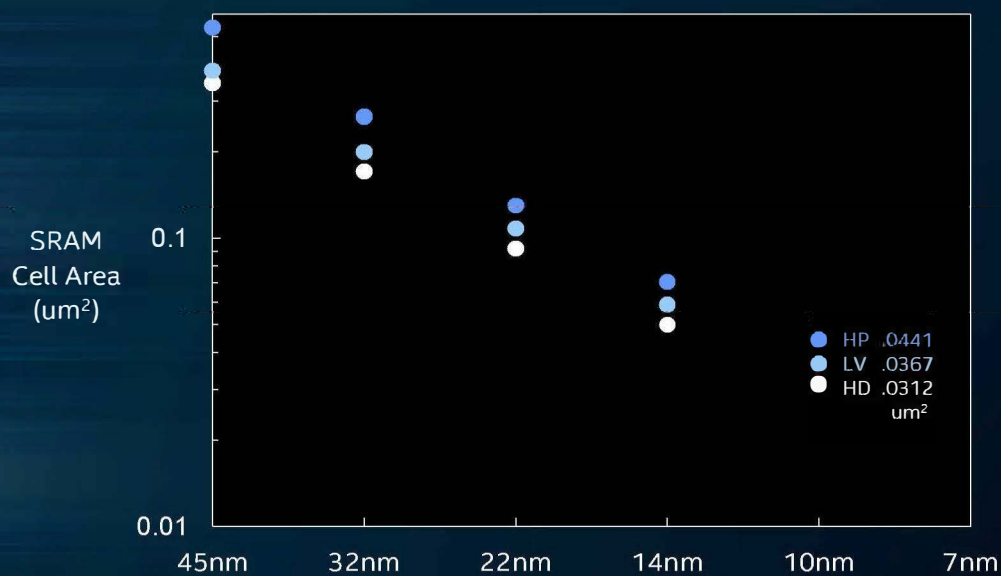 SRAM
Cell Area
(um²)
0.1
0.01
HP .0441
LV .0367
HD .0312
um²
45nm 32nm 22nm 14nm 10nm 7nm